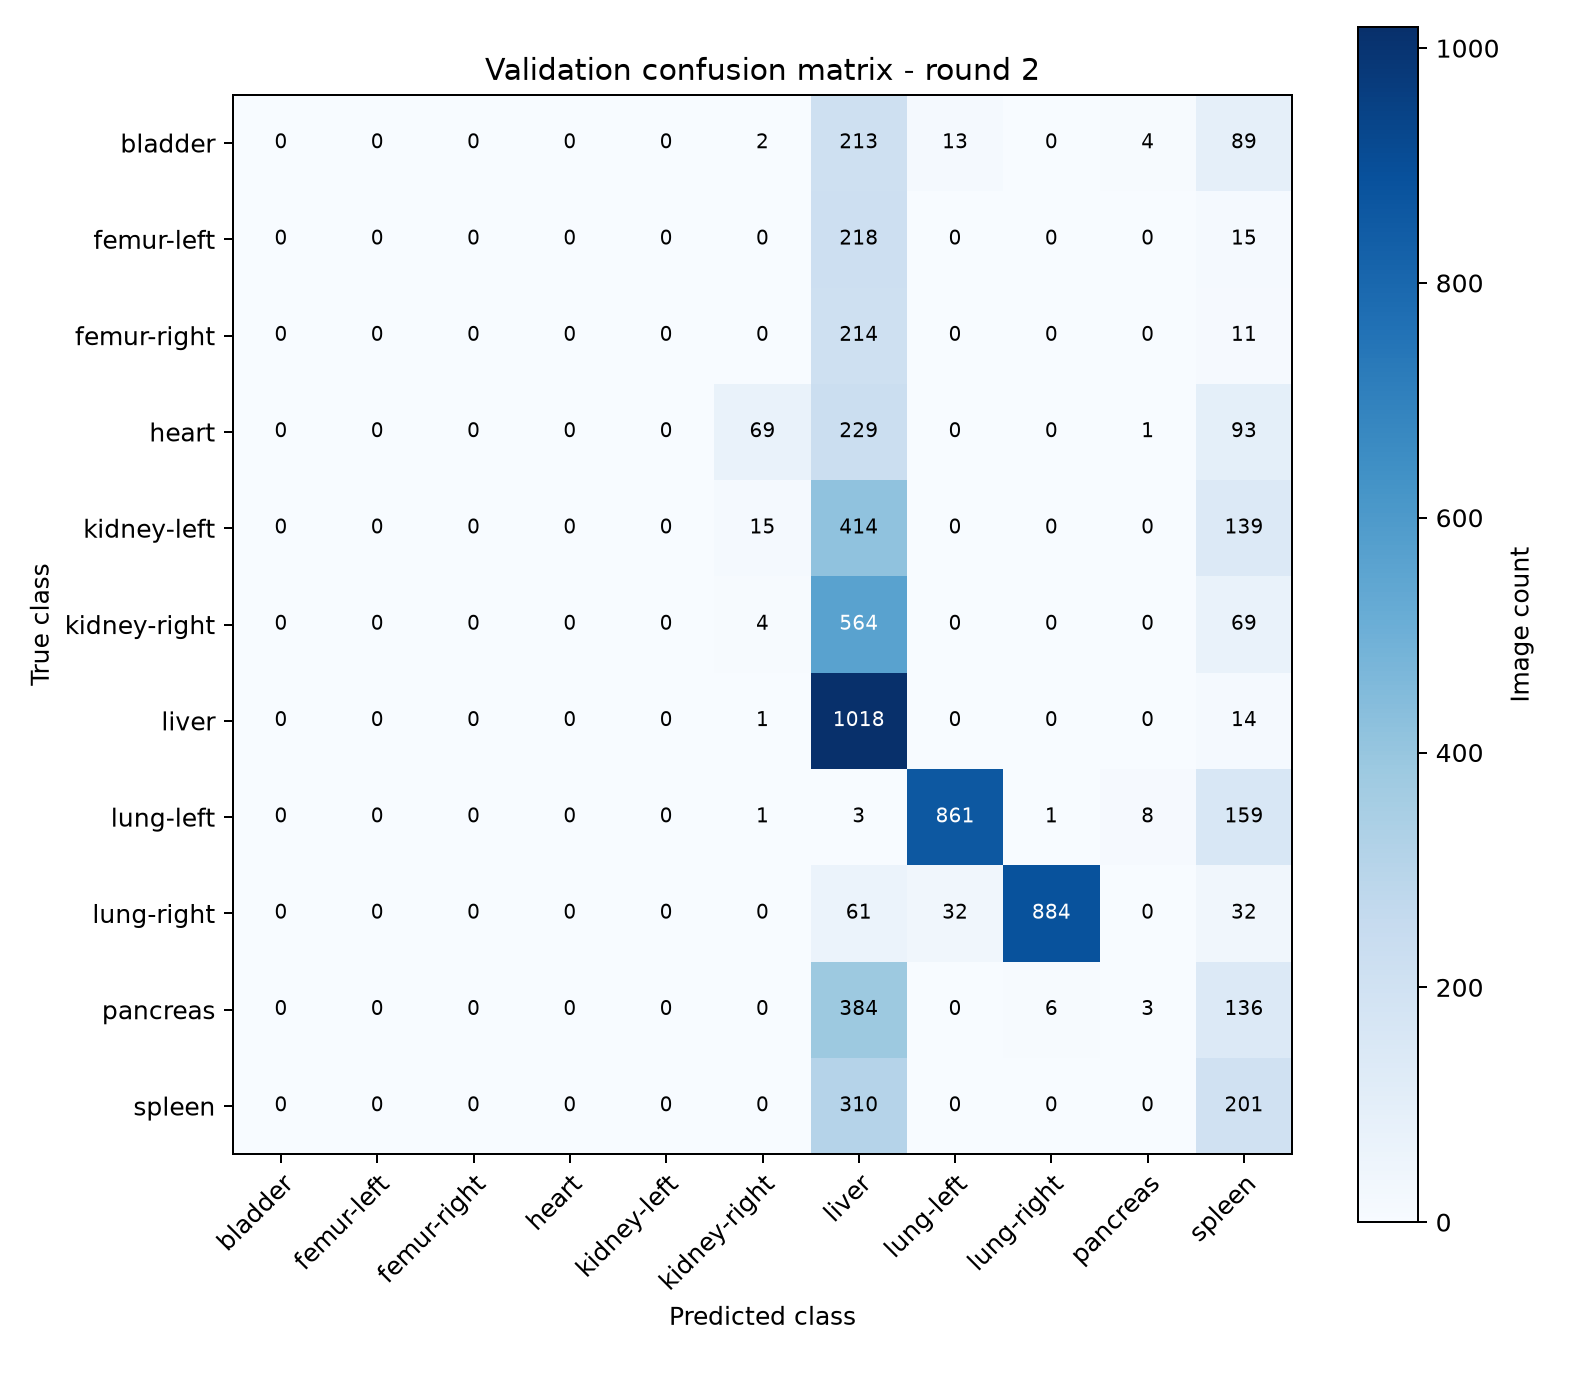 Validation confusion matrix - round 2
1000
800
600
400
200
0
Image count
True class
bladder 0 0 0 0 0 2 213 13 0 4 89
femur-left 0 0 0 0 0 0 218 0 0 0 15
femur-right 0 0 0 0 0 0 214 0 0 0 11
heart 0 0 0 0 0 69 229 0 0 1 93
kidney-left 0 0 0 0 0 15 414 0 0 0 139
kidney-right 0 0 0 0 0 4 564 0 0 0 69
liver 0 0 0 0 0 1 1018 0 0 0 14
lung-left 0 0 0 0 0 1 3 861 1 8 159
lung-right 0 0 0 0 0 0 61 32 884 0 32
pancreas 0 0 0 0 0 0 384 0 6 3 136
spleen 0 0 0 0 0 0 310 0 0 0 201
bladder femur-left femur-right heart kidney-left kidney-right liver lung-left lung-right pancreas spleen
Predicted class